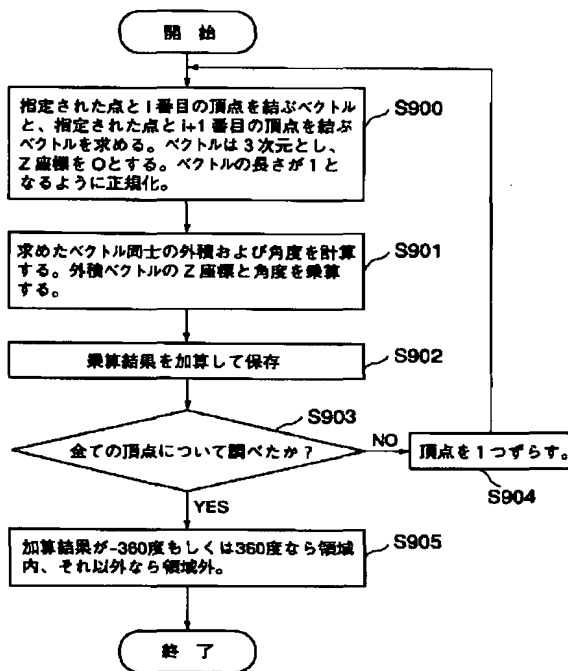 開 始
指定された点と i 番目の頂点を結ぶベクトル
と、指定された点と i+1 番目の頂点を結ぶ
ベクトルを求める。ベクトルは 3 次元とし、
Z 座標を 0 とする。ベクトルの長さが 1 と
なるように正規化。
S900
求めたベクトル同士の外積および角度を計算
する。外積ベクトルの Z 座標と角度を乗算
する。
S901
乗算結果を加算して保存
S902
S903
全ての頂点について調べたか?
NO
頂点を 1 つずらす。
S904
YES
加算結果が-360度もしくは360度なら領域
内、それ以外なら領域外。
S905
終 了